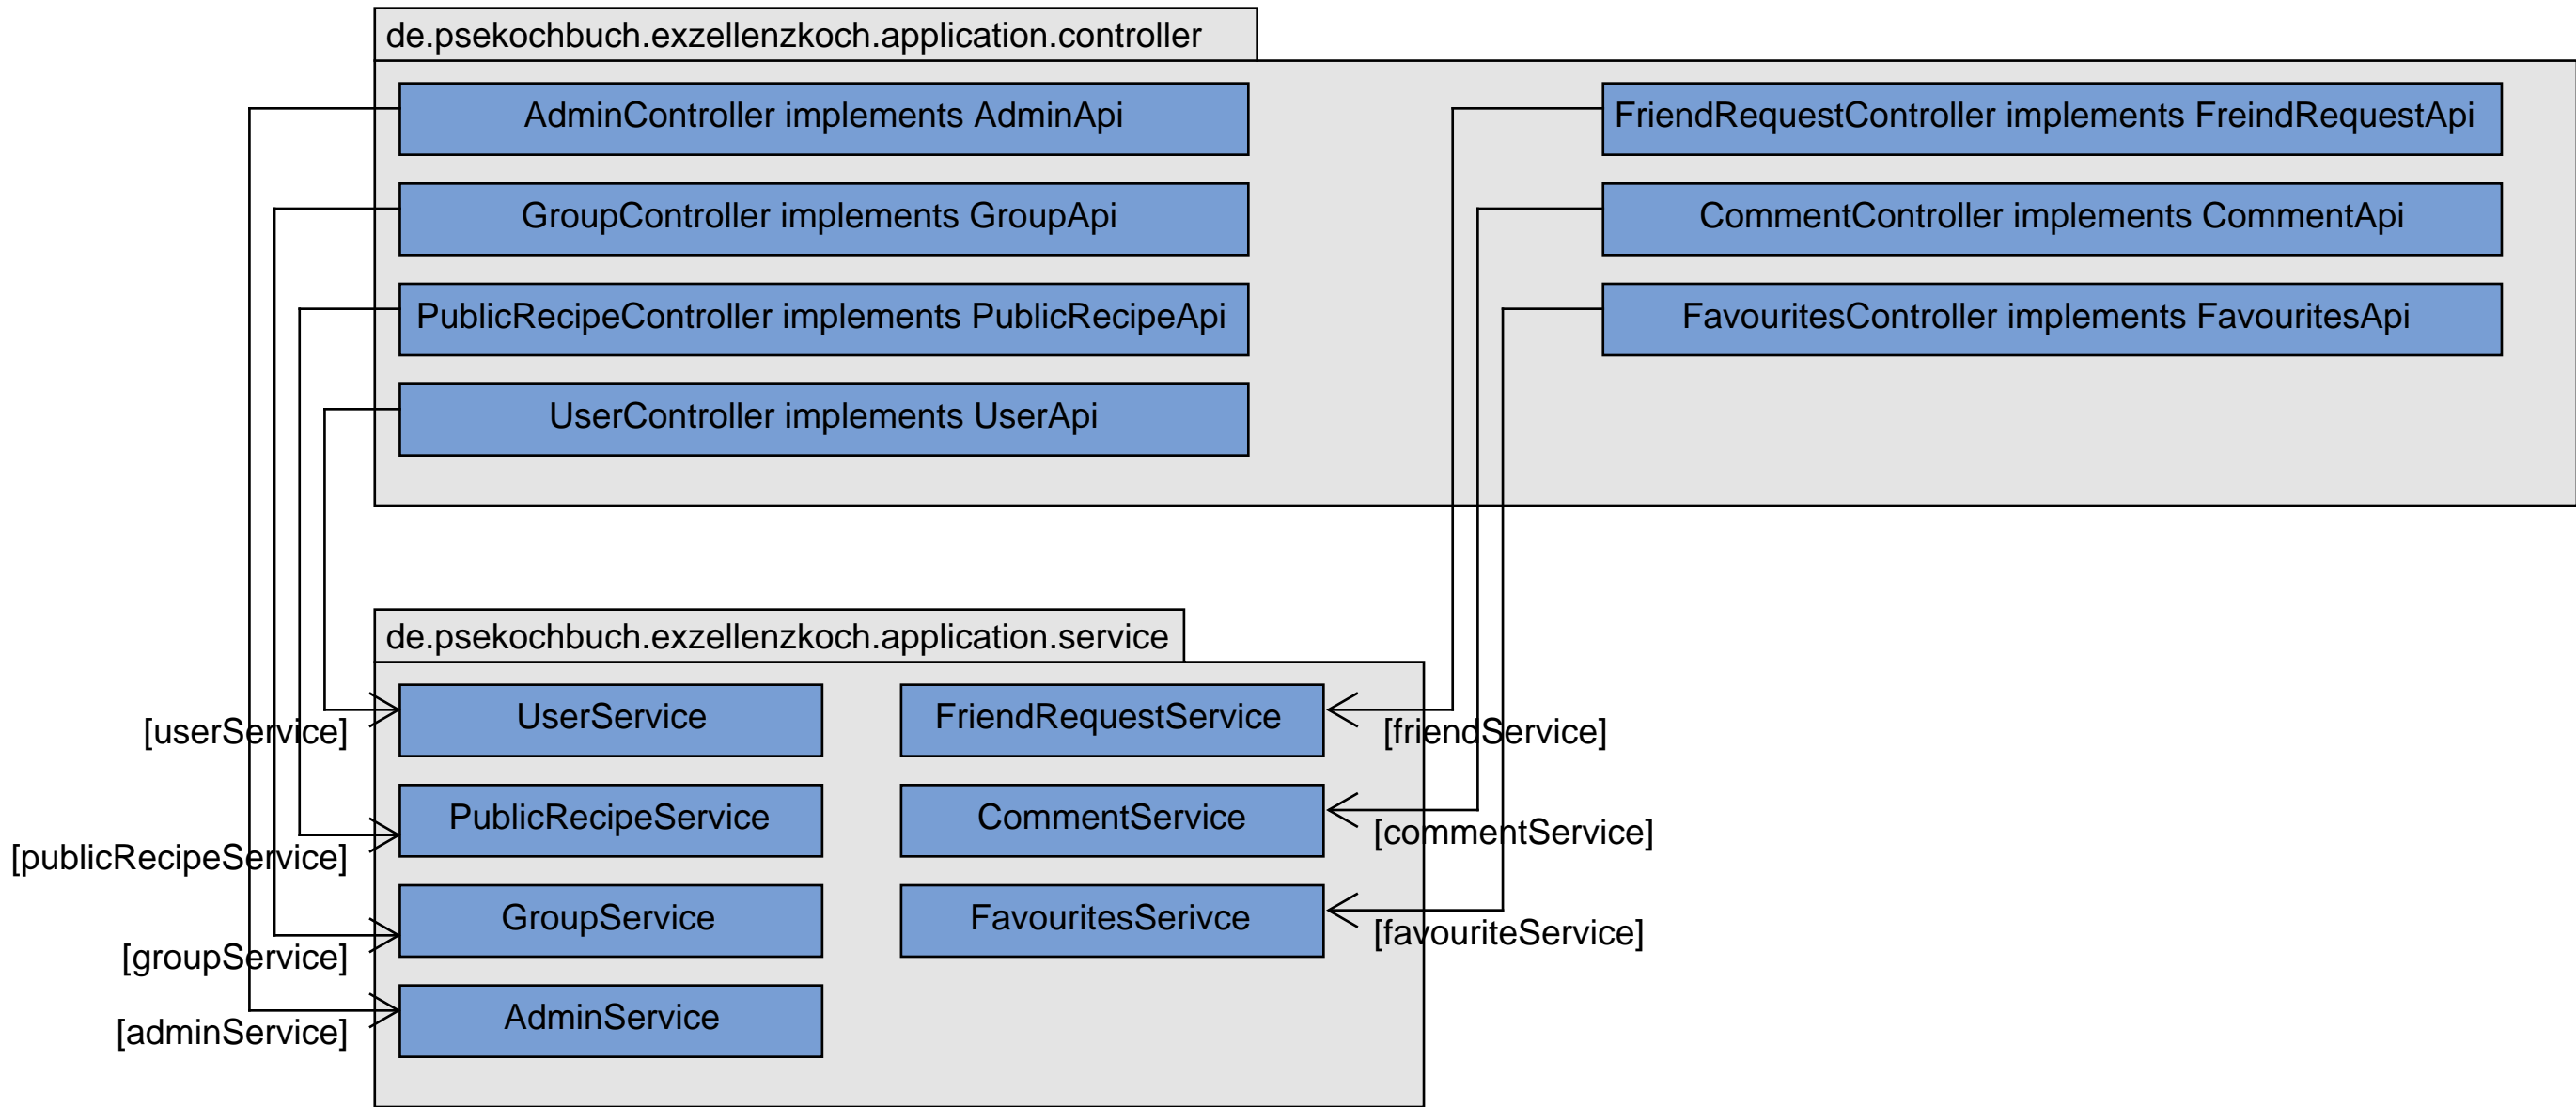 de.psekochbuch.exzellenzkoch.application.controller
AdminController implements AdminApi
FriendRequestController implements FreindRequestApi
GroupController implements GroupApi
CommentController implements CommentApi
PublicRecipeController implements PublicRecipeApi
FavouritesController implements FavouritesApi
UserController implements UserApi
de.psekochbuch.exzellenzkoch.application.service
UserService
FriendRequestService
[userService]
[friendService]
PublicRecipeService
CommentService
[publicRecipeService]
[commentService]
GroupService
FavouritesSerivce
[groupService]
[favouriteService]
AdminService
[adminService]